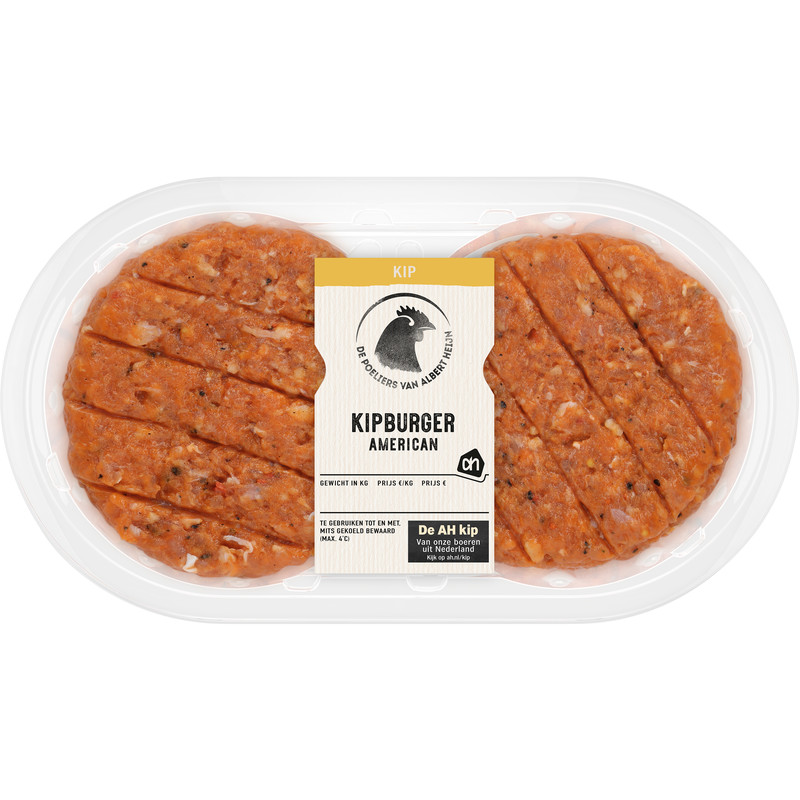 KIP
DE POELIERS VAN ALBERT HEIJN
KIPBURGER
AMERICAN
ah
GEWICHT IN KG PRIJS €/KG PRIJS €
TE GEBRUIKEN TOT EN MET,
MITS GEKOELD BEWAARD
(MAX. 4°C)
De AH kip
Van onze boeren
uit Nederland
Kijk op ah.nl/kip